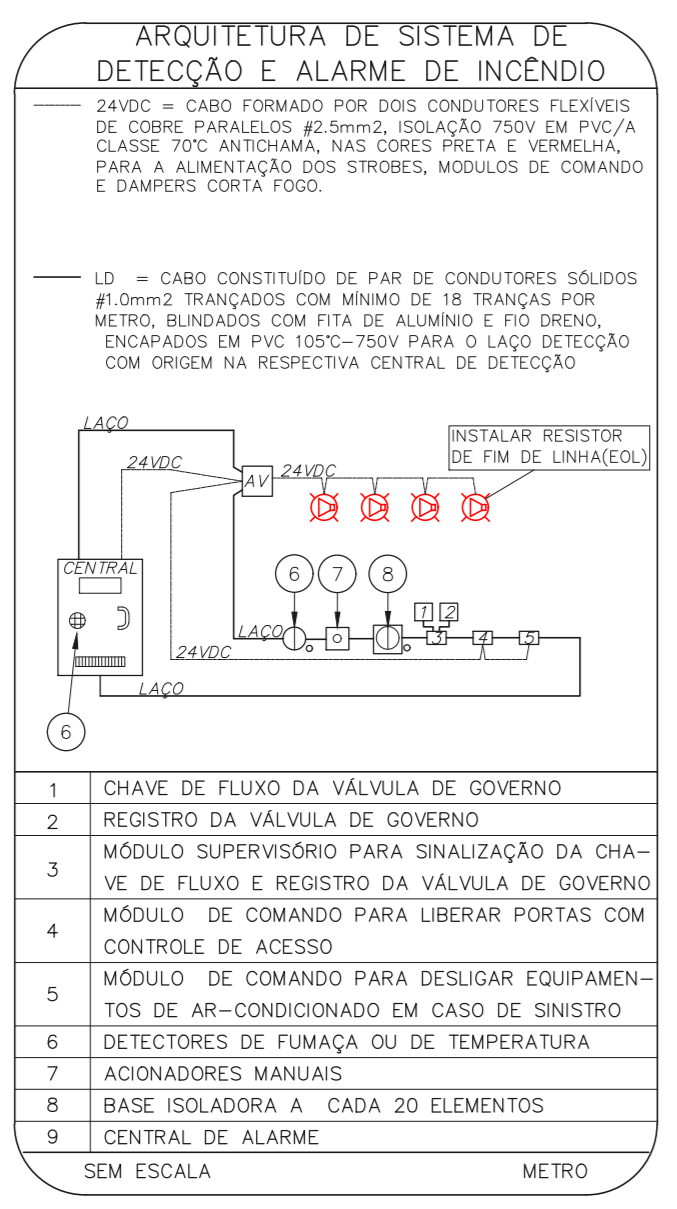 ARQUITETURA DE SISTEMA DE
DETECÇÃO E ALARME DE INCÊNDIO
24VDC = CABO FORMADO POR DOIS CONDUTORES FLEXÍVEIS
DE COBRE PARALELOS #2.5mm2, ISOLAÇÃO 750V EM PVC/A
CLASSE 70°C ANTICHAMA, NAS CORES PRETA E VERMELHA,
PARA A ALIMENTAÇÃO DOS STROBES, MODULOS DE COMANDO
E DAMPERS CORTA FOGO.
LD = CABO CONSTITUÍDO DE PAR DE CONDUTORES SÓLIDOS
#1.0mm2 TRANÇADOS COM MÍNIMO DE 18 TRANÇAS POR
METRO, BLINDADOS COM FITA DE ALUMÍNIO E FIO DRENO,
ENCAPADOS EM PVC 105°C-750V PARA O LAÇO DETECÇÃO
COM ORIGEM NA RESPECTIVA CENTRAL DE DETECÇÃO
LAÇO
INSTALAR RESISTOR
DE FIM DE LINHA(EOL)
24VDC
AV
24VDC
CENTRAL
6
7
8
1
2
LAÇO
3
4
5
24VDC
LAÇO
6
1 CHAVE DE FLUXO DA VÁLVULA DE GOVERNO
2 REGISTRO DA VÁLVULA DE GOVERNO
3 MÓDULO SUPERVISÓRIO PARA SINALIZAÇÃO DA CHA-
VE DE FLUXO E REGISTRO DA VÁLVULA DE GOVERNO
4 MÓDULO DE COMANDO PARA LIBERAR PORTAS COM
CONTROLE DE ACESSO
5 MÓDULO DE COMANDO PARA DESLIGAR EQUIPAMEN-
TOS DE AR-CONDICIONADO EM CASO DE SINISTRO
6 DETECTORES DE FUMAÇA OU DE TEMPERATURA
7 ACIONADORES MANUAIS
8 BASE ISOLADORA A CADA 20 ELEMENTOS
9 CENTRAL DE ALARME
SEM ESCALA METRO